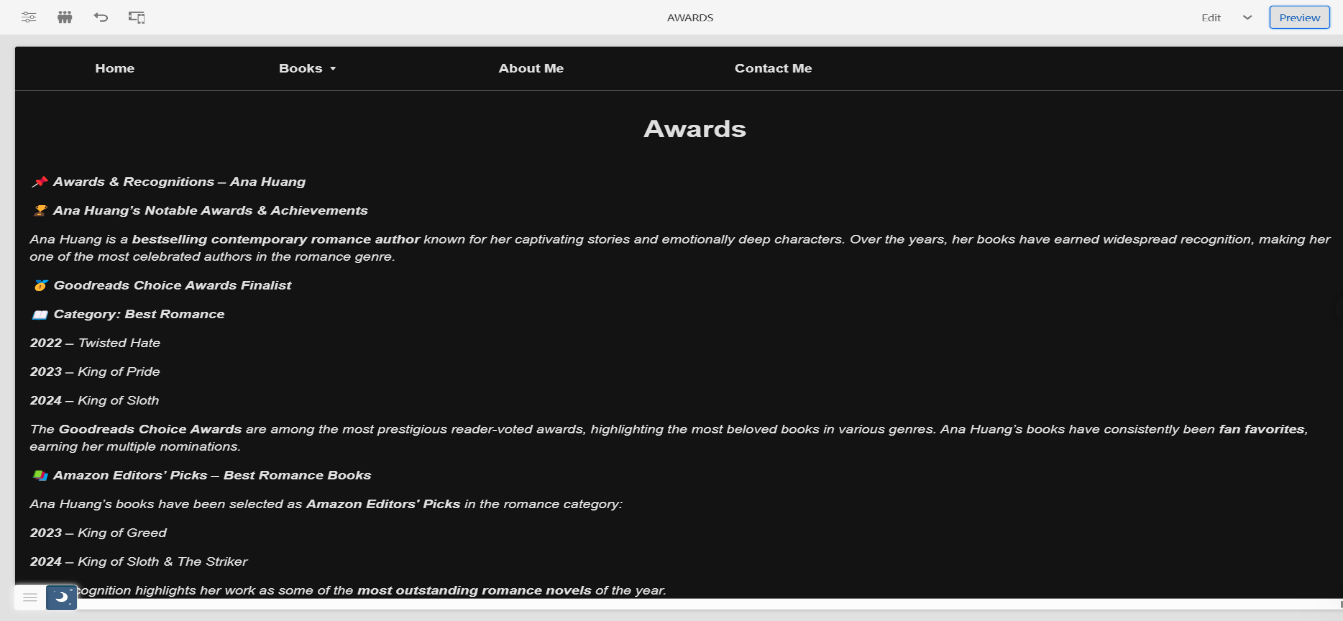 AWARDS
Edit
Preview
Home
Books
About Me
Contact Me
Awards
Awards & Recognitions – Ana Huang
Ana Huang’s Notable Awards & Achievements
Ana Huang is a bestselling contemporary romance author known for her captivating stories and emotionally deep characters. Over the years, her books have earned widespread recognition, making her
one of the most celebrated authors in the romance genre.
Goodreads Choice Awards Finalist
Category: Best Romance
2022 – Twisted Hate
2023 – King of Pride
2024 – King of Sloth
The Goodreads Choice Awards are among the most prestigious reader-voted awards, highlighting the most beloved books in various genres. Ana Huang’s books have consistently been fan favorites,
earning her multiple nominations.
Amazon Editors’ Picks – Best Romance Books
Ana Huang’s books have been selected as Amazon Editors’ Picks in the romance category:
2023 – King of Greed
2024 – King of Sloth & The Striker
highlights her work as some of the most outstanding romance novels of the year.